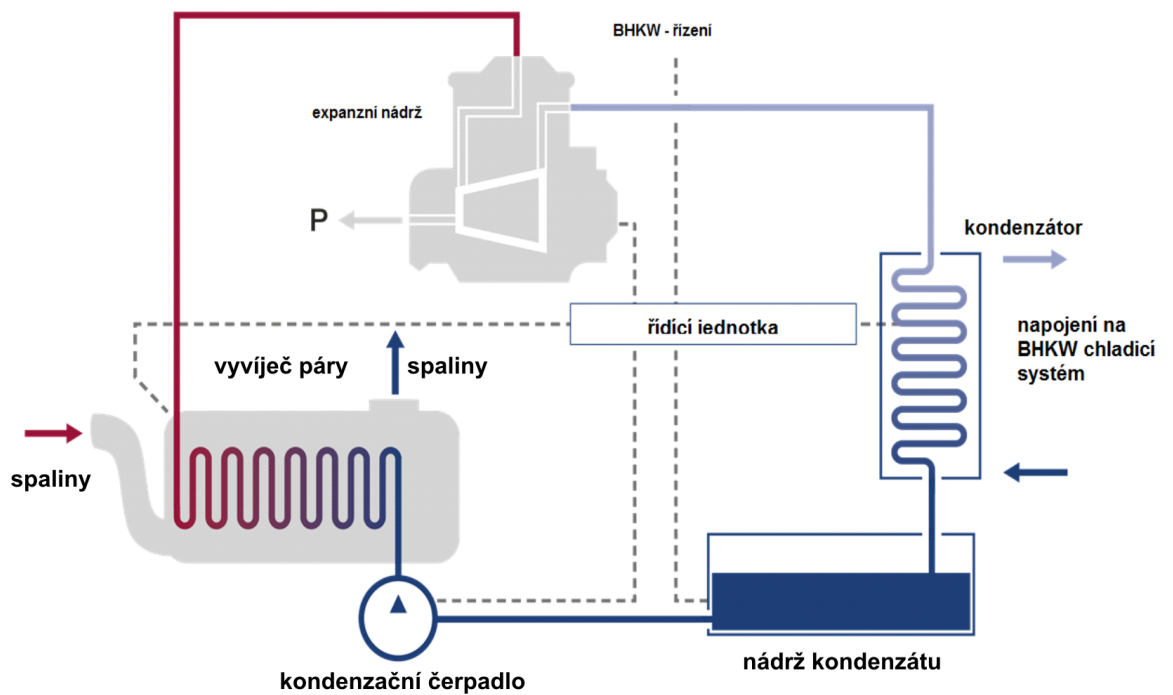 BHKW - řízení
expanzní nádrž
P
kondenzátor
řídící iednotka
napojení na
BHKW chladicí
systém
vyvíječ páry
spaliny
spaliny
nádrž kondenzátu
kondenzační čerpadlo